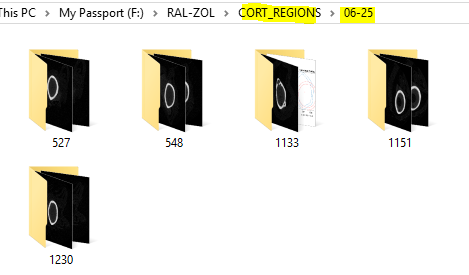 This PC > My Passport (F:) > RAL-ZOL > CORT_REGIONS > 06-25
527 548 1133 1151
1230